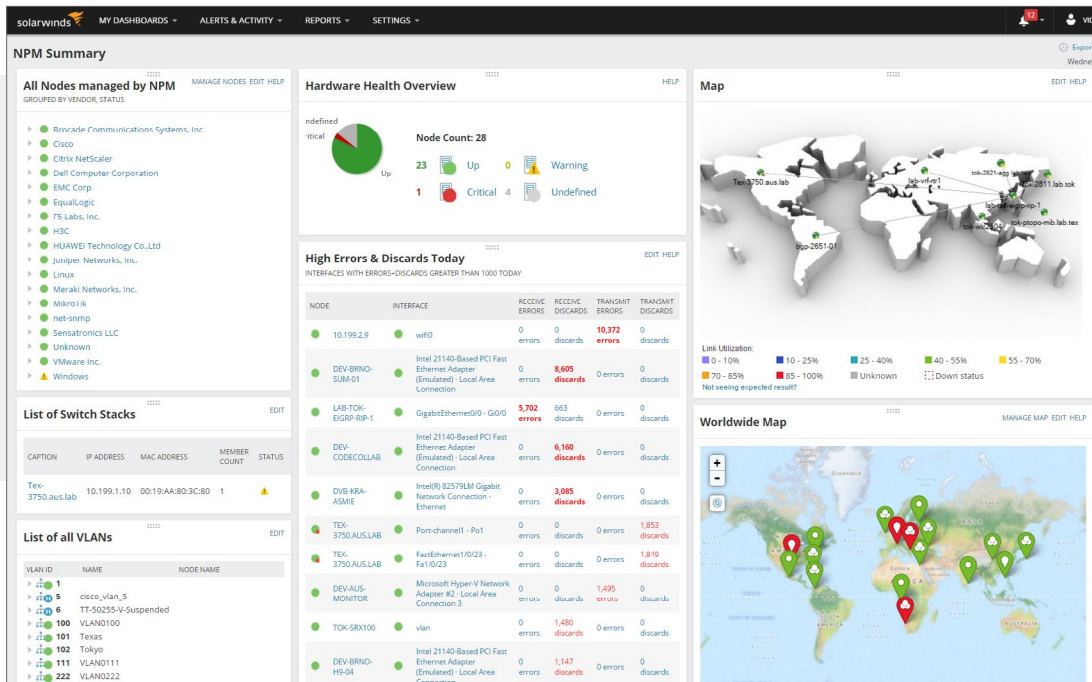 solarwinds
MY DASHBOARDS
ALERTS & ACTIVITY
REPORTS
SETTINGS
12
NPM Summary
All Nodes managed by NPM
MANAGE NODES EDIT HELP
GROUPED BY VENDOR, STATUS
Brocade Communications Systems, Inc.
Cisco
Citrix NetScaler
Dell Computer Corporation
EMC Corp
EqualLogic
F5 Labs, Inc.
H3C
HUAWEI Technology Co.,Ltd
Juniper Networks, Inc.
Linux
Meraki Networks, Inc.
MikroTik
net-snmp
Sensatronics LLC
Unknown
VMware Inc.
Windows
List of Switch Stacks
EDIT
CAPTION IP ADDRESS MAC ADDRESS MEMBER COUNT STATUS
Tex-3750.aus.lab 10.199.1.10 00:19:AA:80:3C:80 1
List of all VLANs
EDIT
VLAN ID NAME NODE NAME
1
5 cisco_vlan_5
6 TT-50255-V-Suspended
100 VLAN0100
101 Texas
102 Tokyo
111 VLAN0111
222 VLAN0222
Hardware Health Overview
HELP
Up
Node Count: 28
23 Up 0 Warning
1 Critical 4 Undefined
High Errors & Discards Today
EDIT HELP
INTERFACES WITH ERRORS+DISCARDS GREATER THAN 1000 TODAY
NODE INTERFACE RECEIVE ERRORS RECEIVE DISCARDS TRANSMIT ERRORS TRANSMIT DISCARDS
10.199.2.9 wifi0 0 errors 0 discards 10,372 errors 0 discards
DEV-BRNO-SUM-01 Intel 21140-Based PCI Fast Ethernet Adapter (Emulated) · Local Area Connection 0 errors 8,605 discards 0 errors 0 discards
LAB-TOK-EIGRP-RIP-1 GigabitEthernet0/0 - Gi0/0 5,702 errors 663 discards 0 errors 0 discards
DEV-CODECOLLAB Intel 21140-Based PCI Fast Ethernet Adapter (Emulated) · Local Area Connection 0 errors 6,160 discards 0 errors 0 discards
DVB-KRA-ASMIE Intel(R) 82579LM Gigabit Network Connection · Ethernet 0 errors 3,085 discards 0 errors 0 discards
TEX-3750.AUS.LAB Port-channel1 - Po1 0 errors 0 discards 0 errors 1,853 discards
TEX-3750.AUS.LAB FastEthernet1/0/23 - Fa1/0/23 0 errors 0 discards 0 errors 1,849 discards
DEV-AUS-MONITOR Microsoft Hyper-V Network Adapter #2 · Local Area Connection 3 0 errors 0 discards 1,495 errors 0 discards
TOK-SRX100 vlan 0 errors 1,480 discards 0 errors 0 discards
DEV-BRNO-H9-04 Intel 21140-Based PCI Fast Ethernet Adapter (Emulated) · Local Area Connection 0 errors 1,147 discards 0 errors 0 discards
Map
EDIT HELP
Tex-3750.aus.lab
lab-vrf-rtr1
tok-2811.lab.tok
bgp-2651-01
tok-ptopo-mib.lab.tex
Link Utilization:
0 - 10% 10 - 25% 25 - 40% 40 - 55% 55 - 70%
70 - 85% 85 - 100% Unknown Down status
Not seeing expected result?
Worldwide Map
MANAGE MAP EDIT HELP
+
-
Greenland
AUSTRALIA